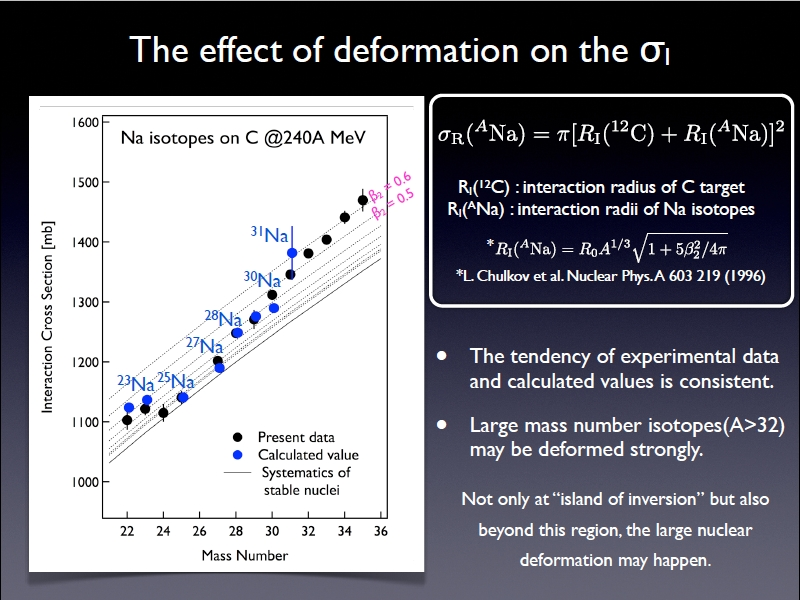 The effect of deformation on the σI
Na isotopes on C @240A MeV
Interaction Cross Section [mb]
1600
1500
1400
1300
1200
1100
1000
β₂ = 0.6
β₂ = 0.5
³¹Na
³⁰Na
²⁸Na
²⁷Na
²³Na ²⁵Na
Present data
Calculated value
Systematics of
stable nuclei
22 24 26 28 30 32 34 36
Mass Number
σR(ᴬNa) = π[RI(¹²C) + RI(ᴬNa)]²
RI(¹²C) : interaction radius of C target
RI(ᴬNa) : interaction radii of Na isotopes
*RI(ᴬNa) = R₀A^1/3 √(1 + 5β₂²/4π)
*L. Chulkov et al. Nuclear Phys. A 603 219 (1996)
• The tendency of experimental data
and calculated values is consistent.
• Large mass number isotopes(A>32)
may be deformed strongly.
Not only at “island of inversion” but also
beyond this region, the large nuclear
deformation may happen.